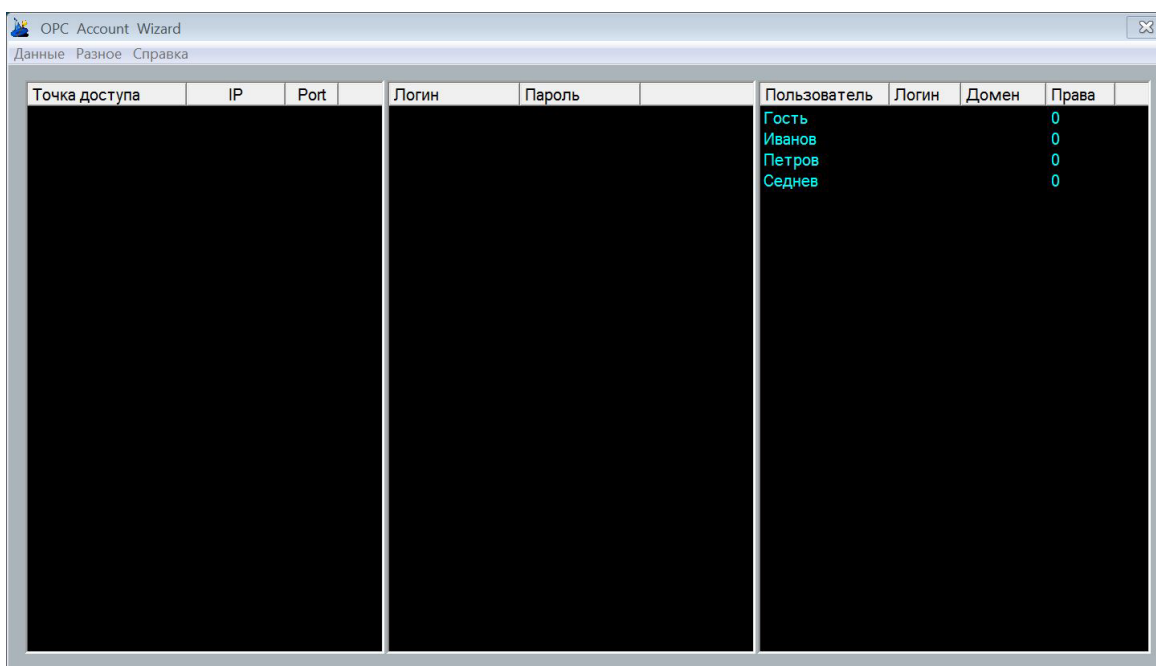 OPC Account Wizard
Данные Разное Справка
Точка доступа IP Port Логин Пароль Пользователь Логин Домен Права
Гость 0
Иванов 0
Петров 0
Седнев 0